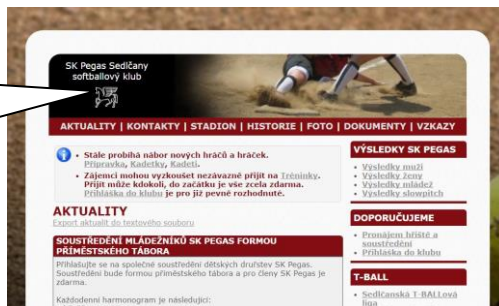 SK Pegas Sedlčany
softballový klub
AKTUALITY | KONTAKTY | STADION | HISTORIE | FOTO | DOKUMENTY | VZKAZY
Stále probíhá nábor nových hráčů a hráček.
Přípravka, Kadetky, Kadeti.
Zájemci mohou vyzkoušet nezávazně přijít na Tréninky.
Přijít může kdokoli, do začátku je vše zcela zdarma.
Přihláška do klubu je pro již pevně rozhodnuté.
AKTUALITY
Export aktualit do textového souboru
SOUSTŘEDĚNÍ MLÁDEŽNÍKŮ SK PEGAS FORMOU
PŘÍMĚSTSKÉHO TÁBORA
Přihlašujte se na společné soustředění dětských družstev SK Pegas.
Soustředění bude formou příměstského tábora a pro členy SK Pegas je
zdarma.
Každodenní harmonogram je následující:
VÝSLEDKY SK PEGAS
Výsledky muži
Výsledky ženy
Výsledky mládež
Výsledky slowpitch
DOPORUČUJEME
Pronájem hřiště a
soustředění
Přihláška do klubu
T-BALL
Sedlčanská T-BALLová
liga